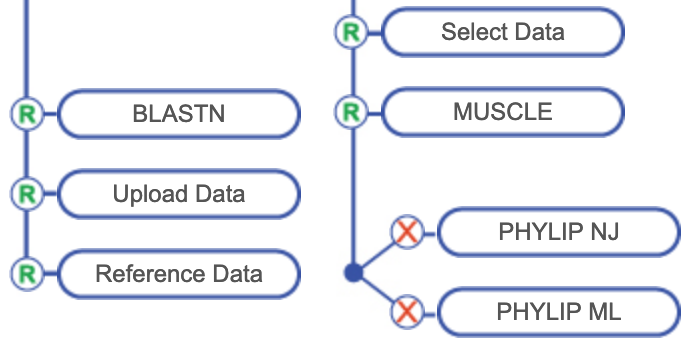 R BLASTN
R Upload Data
R Reference Data
R Select Data
R MUSCLE
X PHYLIP NJ
X PHYLIP ML